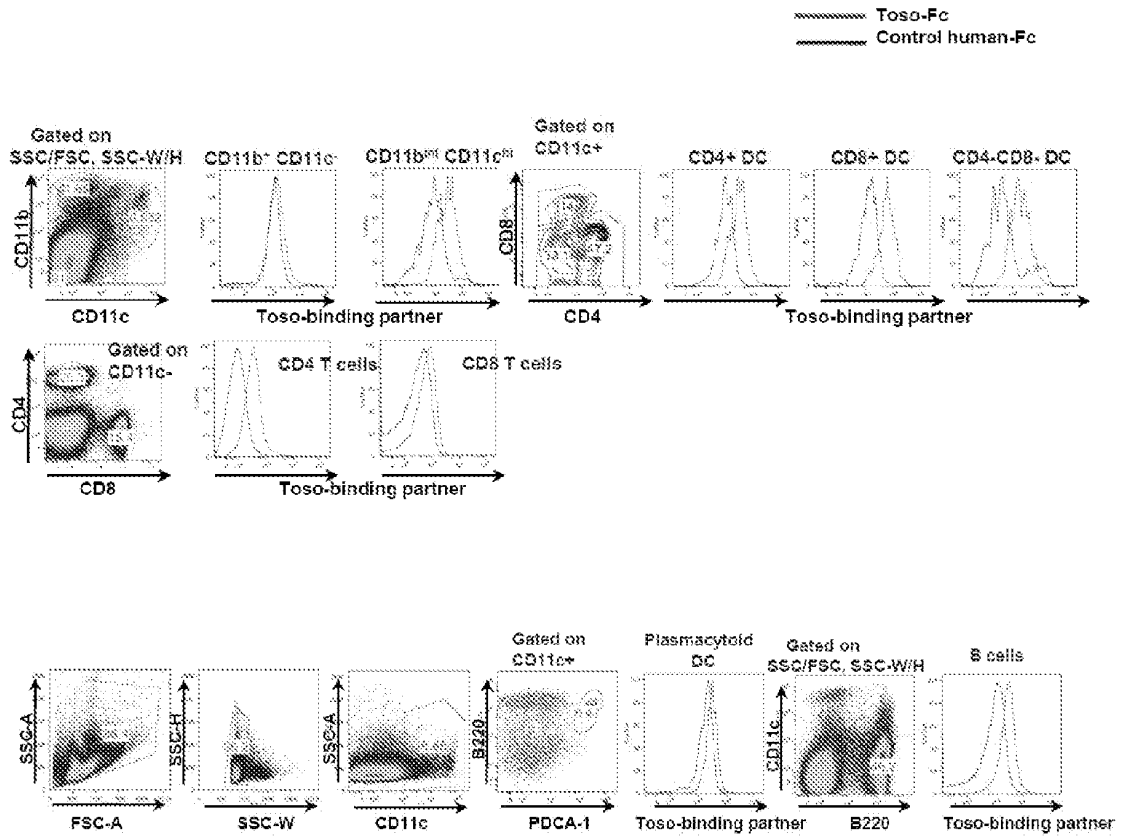 Toso-Fc
Control human-Fc
Gated on
SSC/FSC, SSC-W/H
CD11b⁺ CD11c⁻
CD11bⁱⁿᵗ CD11cʰⁱ
Gated on
CD11c+
CD4+ DC
CD8+ DC
CD4-CD8- DC
CD11b
CD8
CD11c
Toso-binding partner
CD4
Toso-binding partner
Gated on
CD11c-
CD4 T cells
CD8 T cells
CD4
CD8
Toso-binding partner
Gated on
CD11c+
Plasmacytoid
DC
Gated on
SSC/FSC, SSC-W/H
B cells
SSC-A
SSC-H
SSC-A
B220
CD11c
FSC-A
SSC-W
CD11c
PDCA-1
Toso-binding partner
B220
Toso-binding partner